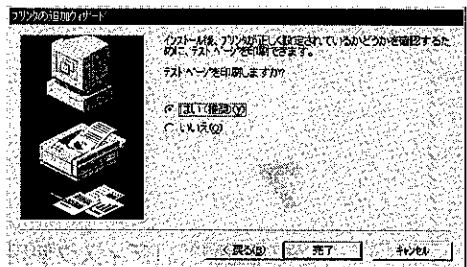 プリンタの追加ウィザード
インストール後、プリンタが正しく設定されているかどうかを確認するた
めに、テスト ページを印刷できます。
テスト ページを印刷しますか?
はい(推奨)(Y)
いいえ(O)
< 戻る(B)
完了
キャンセル